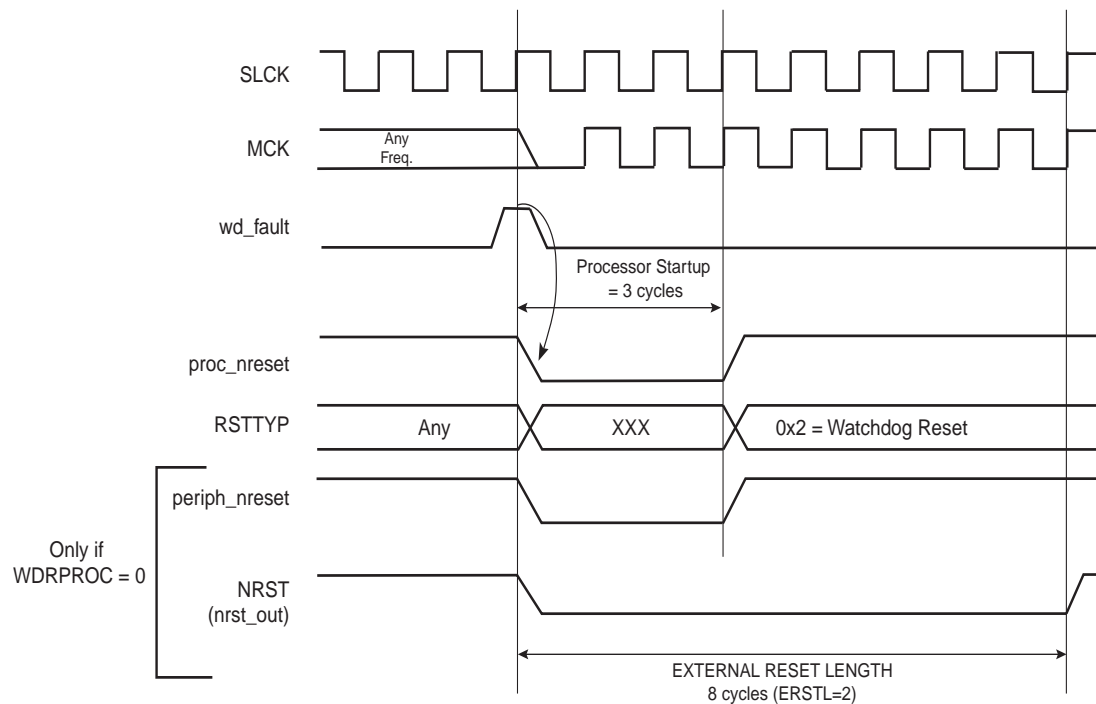 SLCK
MCK
Any
Freq.
wd_fault
Processor Startup
= 3 cycles
proc_nreset
RSTTYP
Any
XXX
0x2 = Watchdog Reset
periph_nreset
Only if
WDRPROC = 0
NRST
(nrst_out)
EXTERNAL RESET LENGTH
8 cycles (ERSTL=2)